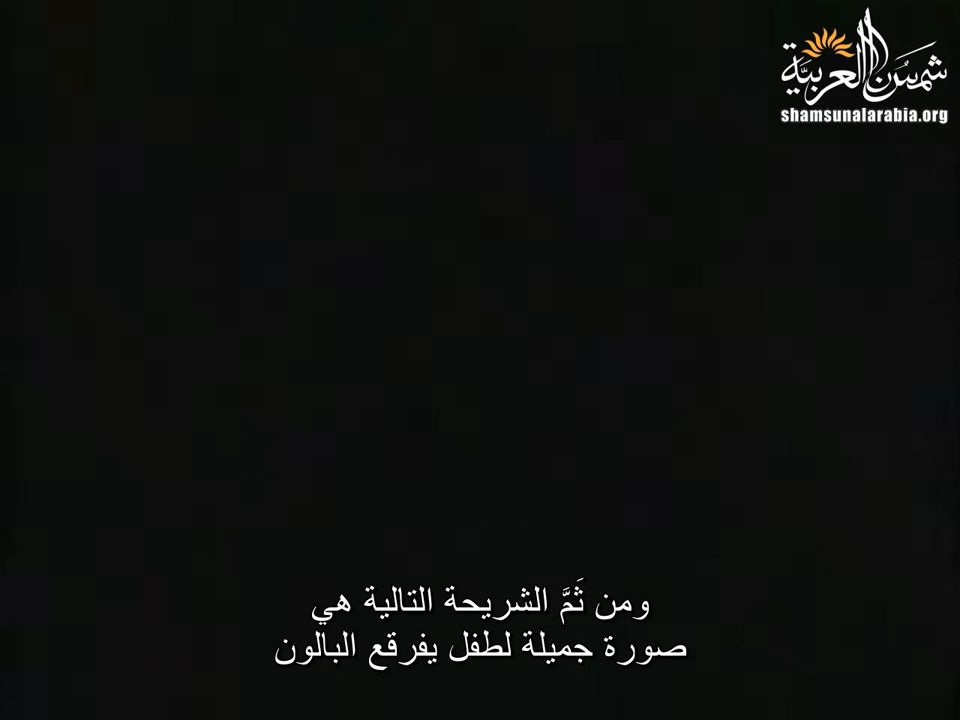 شمس العربية
shamsunalarabia.org
ومن ثَمَّ الشريحة التالية هي
صورة جميلة لطفل يفرقع البالون